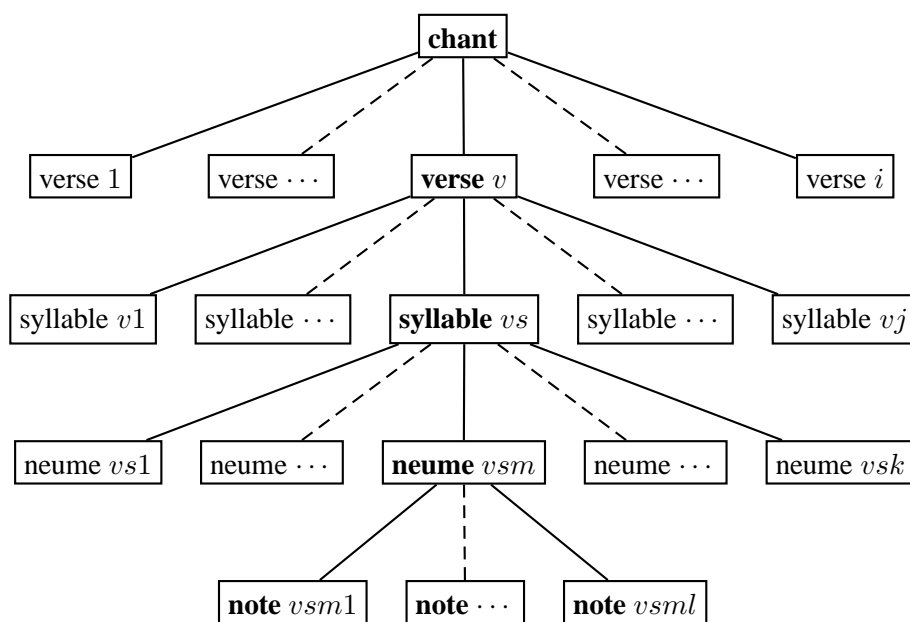 chant
verse 1 verse ⋯ verse v verse ⋯ verse i
syllable v1 syllable ⋯ syllable vs syllable ⋯ syllable vj
neume vs1 neume ⋯ neume vsm neume ⋯ neume vsk
note vsm1 note ⋯ note vsml